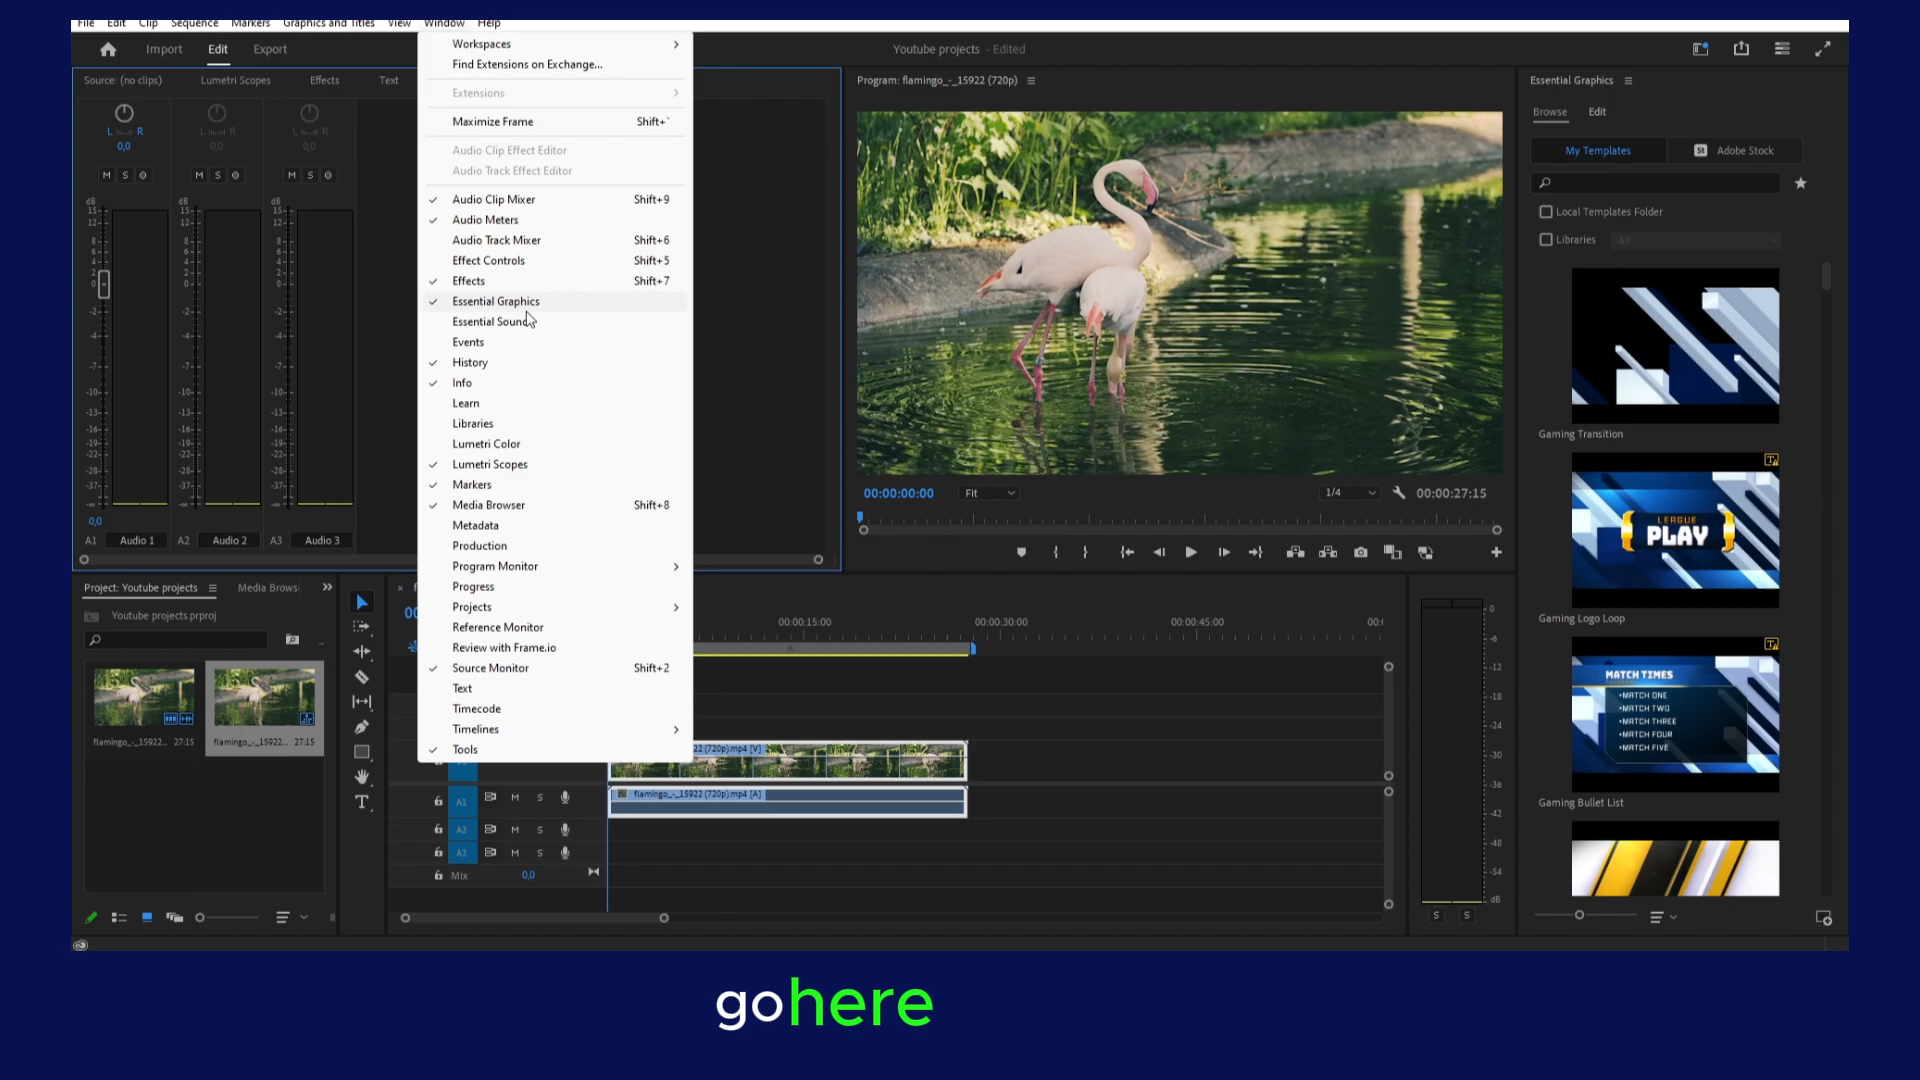 File Edit Clip Sequence Markers Graphics and Titles View Window Help
Import Edit Export
Youtube projects - Edited
Source: (no clips) Lumetri Scopes Effects Text
L R L R L R
0,0 0,0 0,0
M S M S M S
dB dB dB
15 15 15
12 12 12
8 8 8
6 6 6
4 4 4
2 2 2
0 0 0
-2 -2 -2
-4 -4 -4
-7 -7 -7
-10 -10 -10
-13 -13 -13
-16 -16 -16
-19 -19 -19
-22 -22 -22
-28 -28 -28
-37 -37 -37
-∞ -∞ -∞
0,0
A1 Audio 1 A2 Audio 2 A3 Audio 3
Workspaces
Find Extensions on Exchange...
Extensions
Maximize Frame Shift+`
Audio Clip Effect Editor
Audio Track Effect Editor
Audio Clip Mixer Shift+9
Audio Meters
Audio Track Mixer Shift+6
Effect Controls Shift+5
Effects Shift+7
Essential Graphics
Essential Sound
Events
History
Info
Learn
Libraries
Lumetri Color
Lumetri Scopes
Markers
Media Browser Shift+8
Metadata
Production
Program Monitor
Progress
Projects
Reference Monitor
Review with Frame.io
Source Monitor Shift+2
Text
Timecode
Timelines
Tools
Program: flamingo_-_15922 (720p)
00:00:00:00 Fit 1/4 00:00:27:15
Essential Graphics
Browse Edit
My Templates St Adobe Stock
Local Templates Folder
Libraries All
Gaming Transition
LEAGUE
PLAY
Gaming Logo Loop
MATCH TIMES
•MATCH ONE
•MATCH TWO
•MATCH THREE
•MATCH FOUR
•MATCH FIVE
Gaming Bullet List
Project: Youtube projects Media Brows
Youtube projects.prproj
flamingo_-_15922... 27:15 flamingo_-_15922... 27:15
00:00:15:00 00:00:30:00 00:00:45:00 00:
22 (720p).mp4 [V]
flamingo_-_15922 (720p).mp4 [A]
A1 M S
A2 M S
A3 M S
Mix 0,0
0
-6
-12
-18
-24
-30
-36
-42
-48
-54
dB
S S
go here